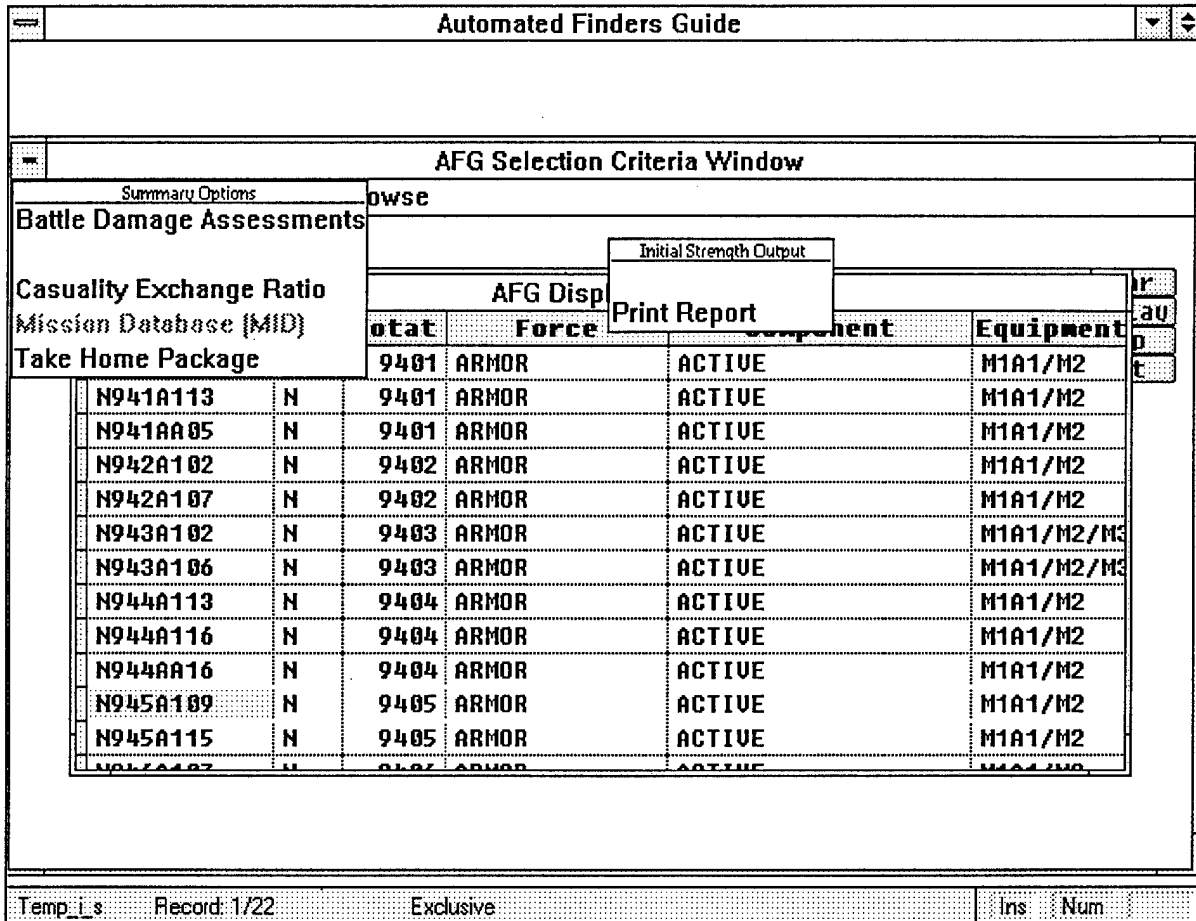 Automated Finders Guide
AFG Selection Criteria Window
Summary Options
owse
Battle Damage Assessments
Initial Strength Output
Casuality Exchange Ratio
AFG Disp
Print Report
Mission Database (MID)
otat Force Equipment
Take Home Package
9401 ARMOR ACTIVE M1A1/M2
N941A113 N 9401 ARMOR ACTIVE M1A1/M2
N941AA05 N 9401 ARMOR ACTIVE M1A1/M2
N942A102 N 9402 ARMOR ACTIVE M1A1/M2
N942A107 N 9402 ARMOR ACTIVE M1A1/M2
N943A102 N 9403 ARMOR ACTIVE M1A1/M2/M3
N943A106 N 9403 ARMOR ACTIVE M1A1/M2/M3
N944A113 N 9404 ARMOR ACTIVE M1A1/M2
N944A116 N 9404 ARMOR ACTIVE M1A1/M2
N944AA16 N 9404 ARMOR ACTIVE M1A1/M2
N945A109 N 9405 ARMOR ACTIVE M1A1/M2
N945A115 N 9405 ARMOR ACTIVE M1A1/M2
Temp_i_s Record: 1/22 Exclusive Ins Num